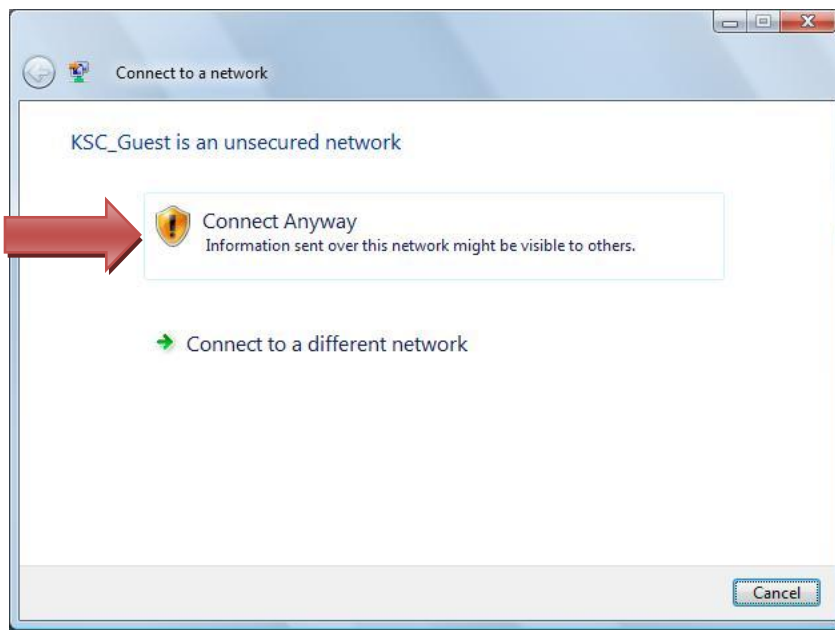 Connect to a network
KSC_Guest is an unsecured network
Connect Anyway
Information sent over this network might be visible to others.
Connect to a different network
Cancel